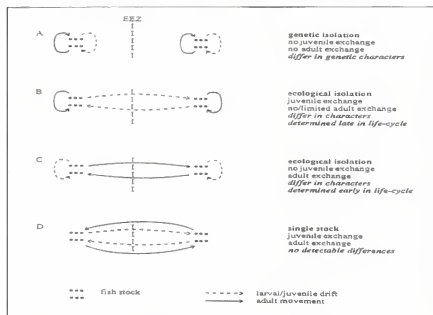 EEZ
A
genetic isolation
no juvenile exchange
no adult exchange
differ in genetic characters
B
ecological isolation
juvenile exchange
no/limited adult exchange
differ in characters
determined late in life-cycle
C
ecological isolation
no juvenile exchange
adult exchange
differ in characters
determined early in life-cycle
D
single stock
juvenile exchange
adult exchange
no detectable differences
fish stock
larval/juvenile drift
adult movement